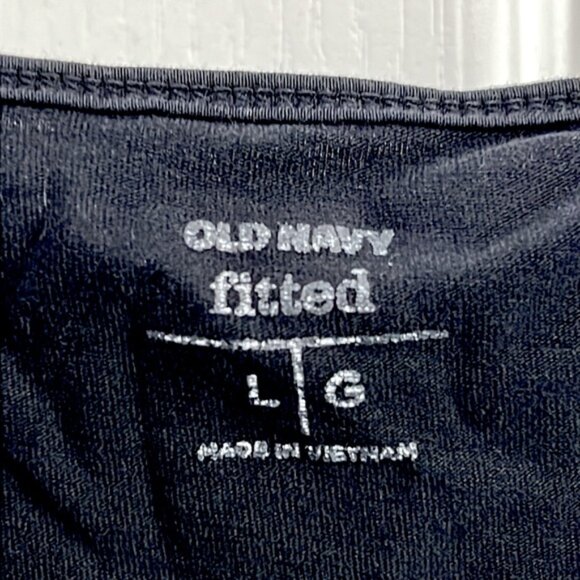 OLD NAVY
fitted
L G
MADE IN VIETNAM